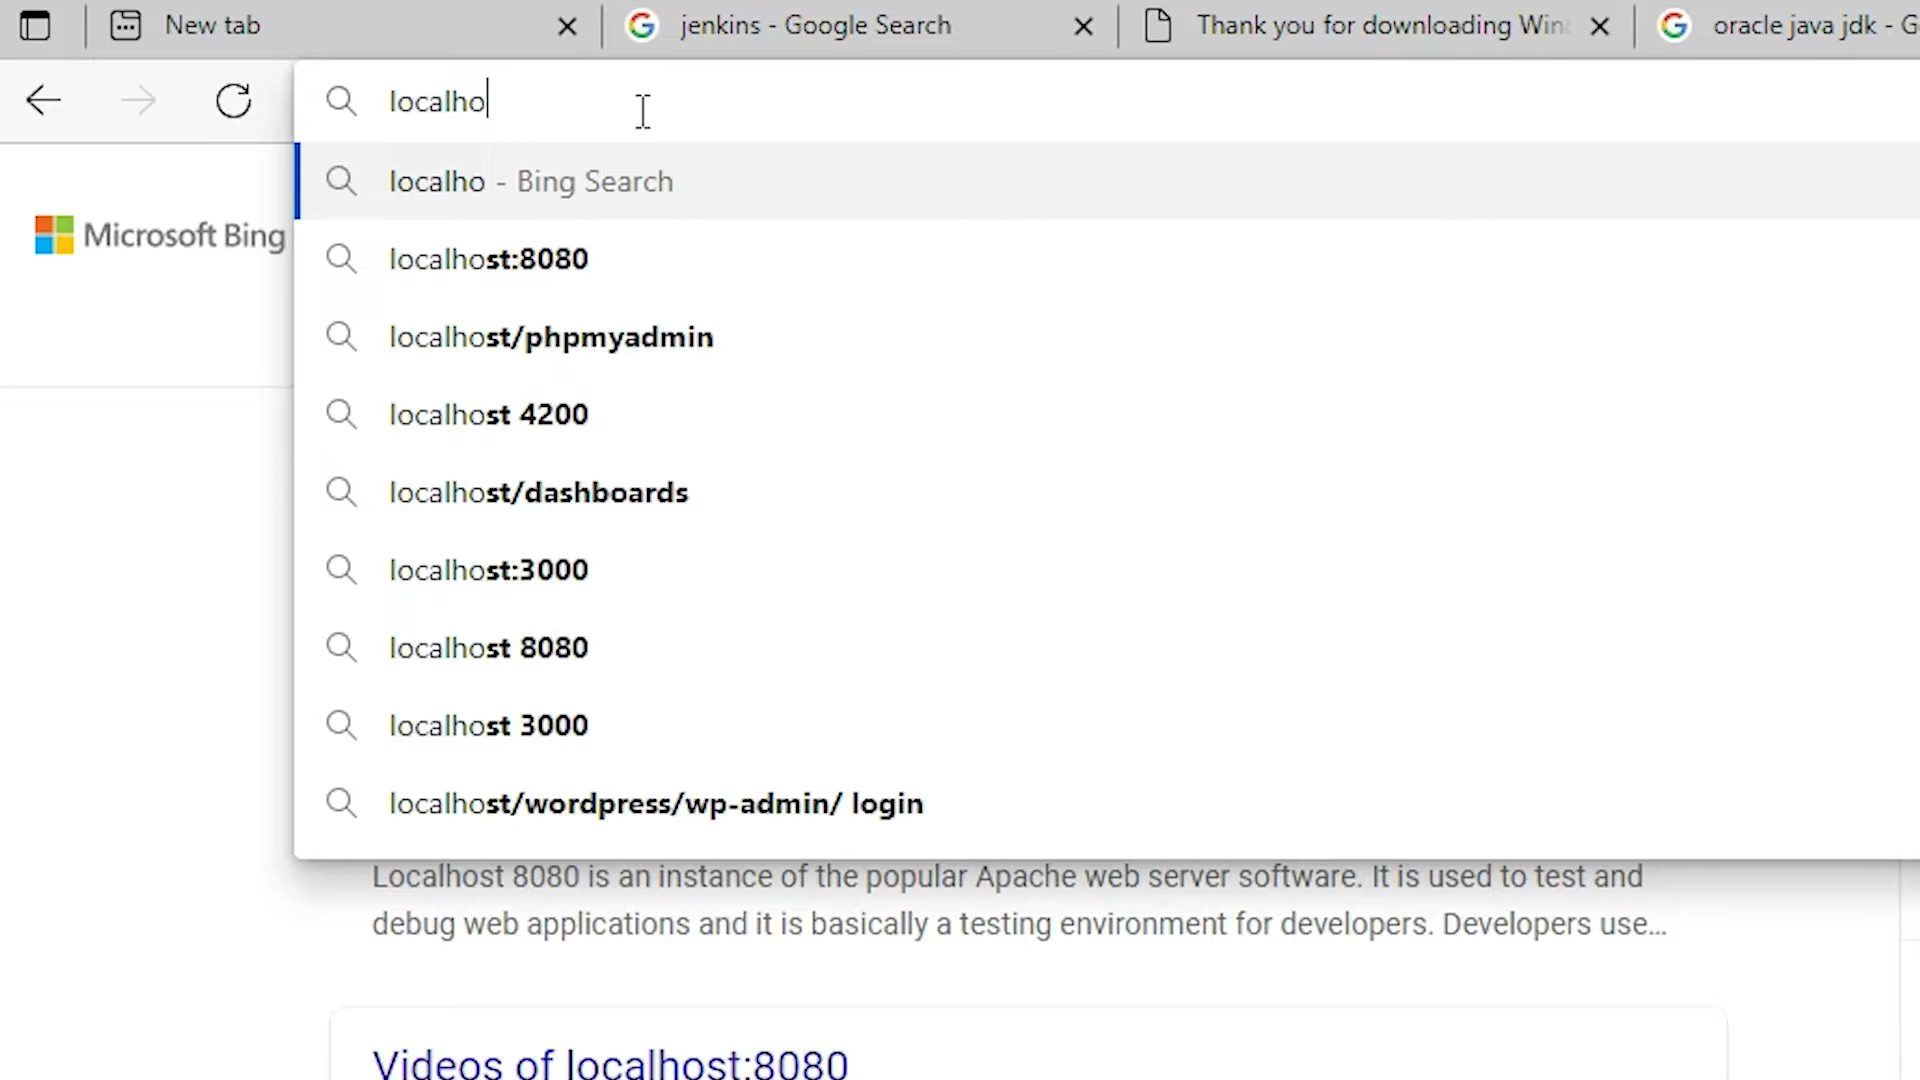 New tab
jenkins - Google Search
Thank you for downloading Win
oracle java jdk - G
localho
localho - Bing Search
Microsoft Bing
localhost:8080
localhost/phpmyadmin
localhost 4200
localhost/dashboards
localhost:3000
localhost 8080
localhost 3000
localhost/wordpress/wp-admin/ login
Localhost 8080 is an instance of the popular Apache web server software. It is used to test and
debug web applications and it is basically a testing environment for developers. Developers use...
Videos of localhost:8080